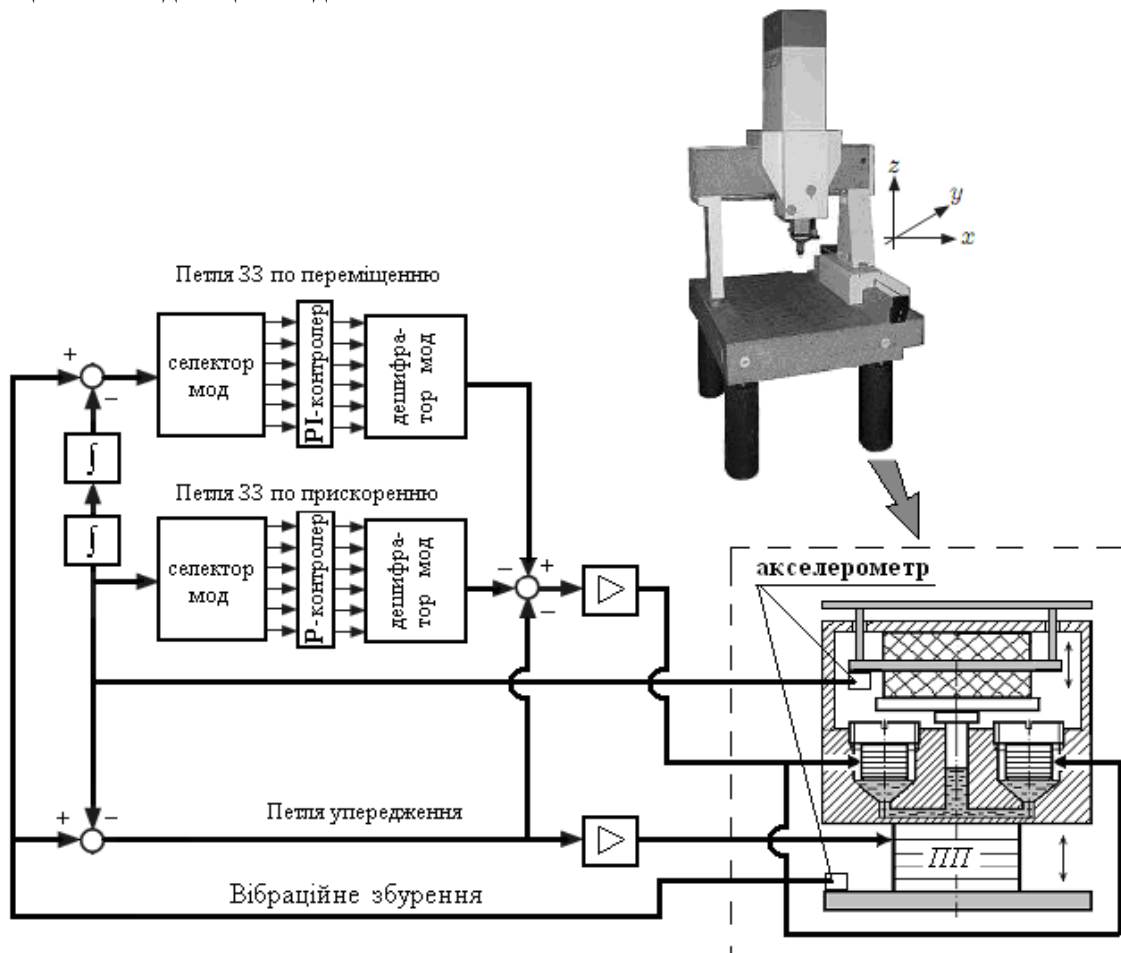 z
y
x
Петля ЗЗ по переміщенню
+
−
селектор
мод
PI-контролер
дешифра-
тор мод
∫
∫
Петля ЗЗ по прискоренню
селектор
мод
P-контролер
дешифра-
тор мод
−
+
−
акселерометр
+
−
Петля упередження
ПП
Вібраційне збурення